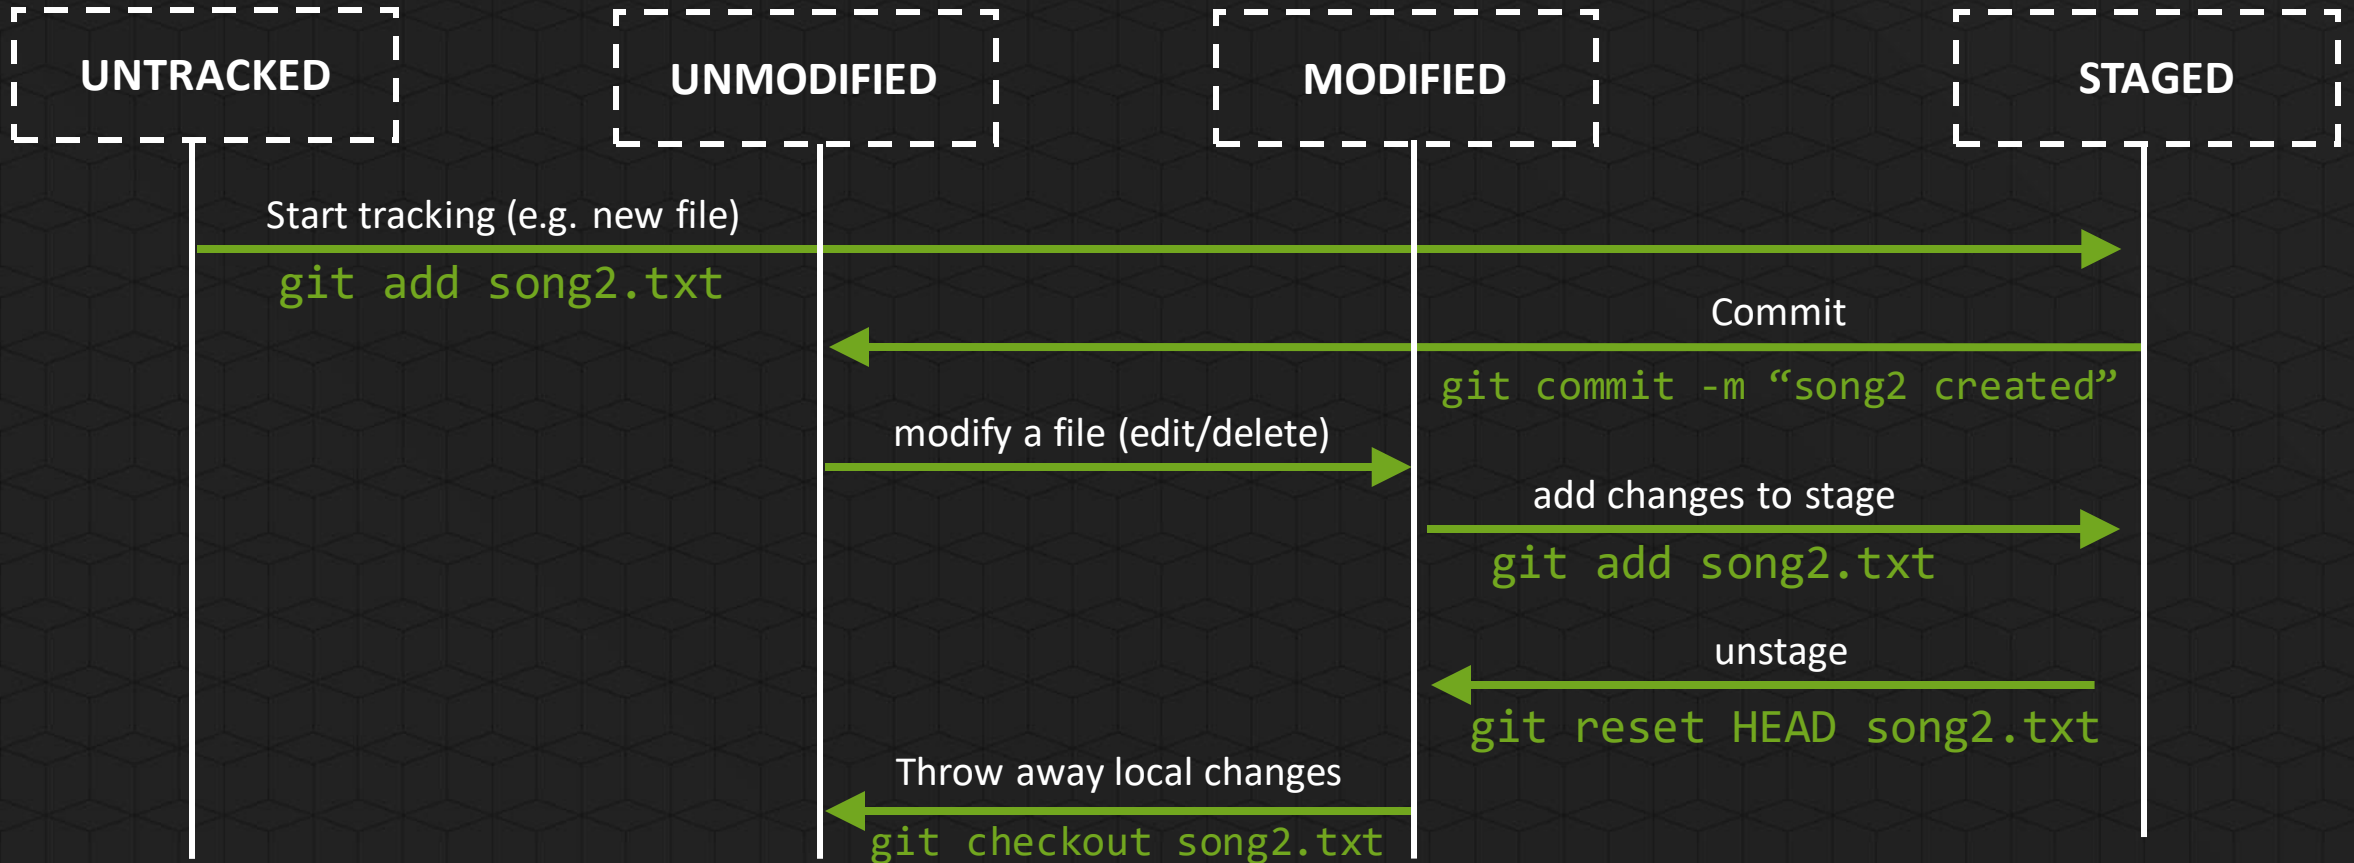 UNTRACKED
UNMODIFIED
MODIFIED
STAGED
Start tracking (e.g. new file)
git add song2.txt
Commit
git commit -m “song2 created”
modify a file (edit/delete)
add changes to stage
git add song2.txt
unstage
git reset HEAD song2.txt
Throw away local changes
git checkout song2.txt